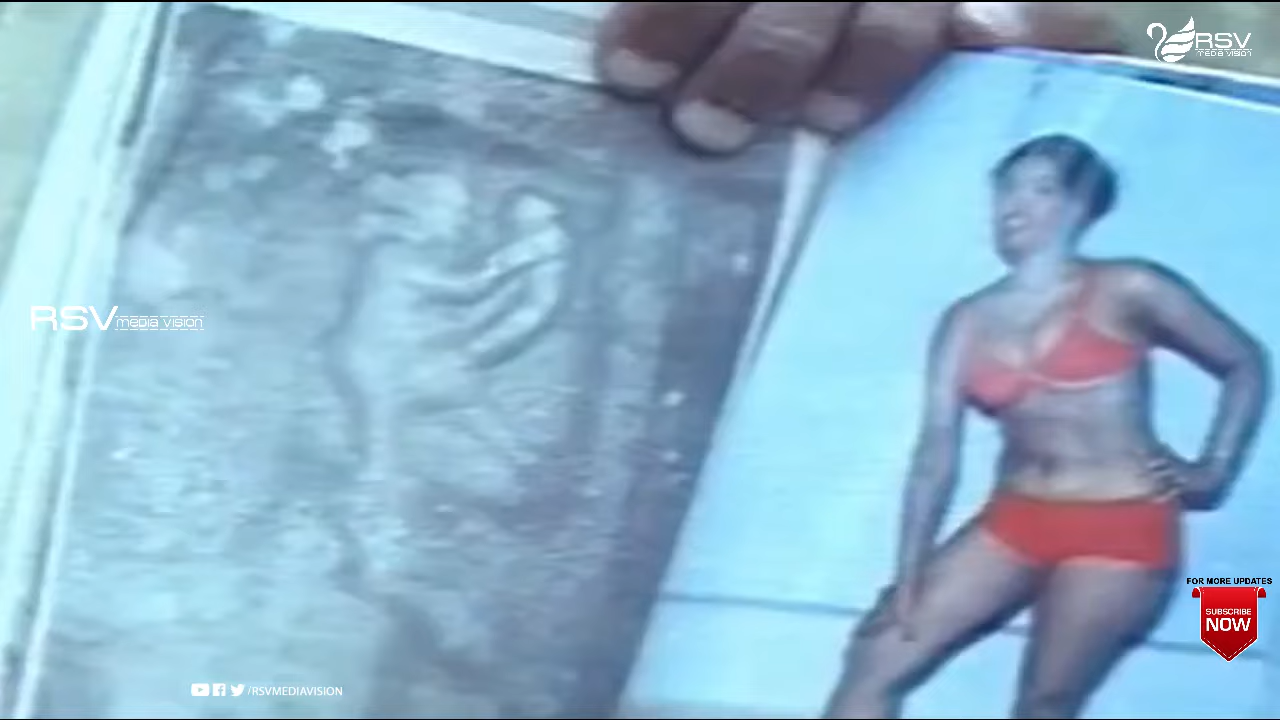 RSV
media vision
RSV media vision
FOR MORE UPDATES
SUBSCRIBE
NOW
/RSVMEDIAVISION